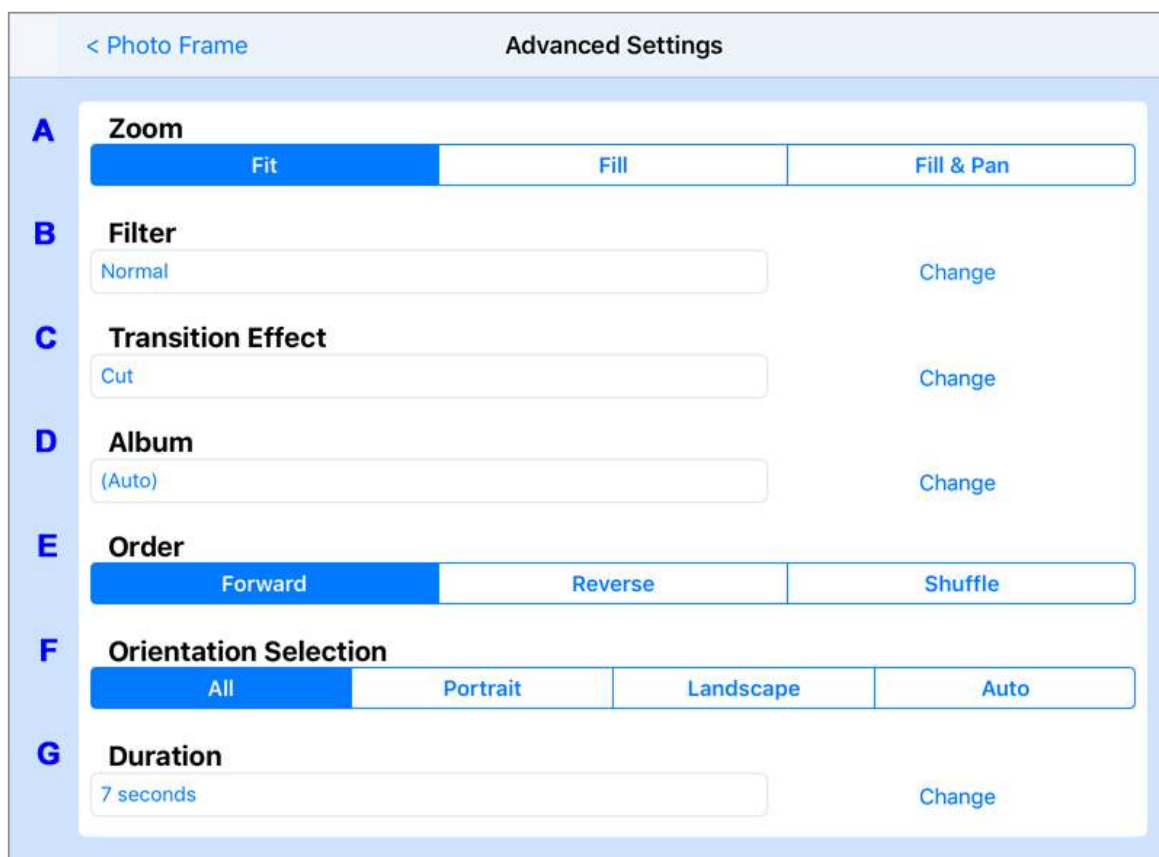 < Photo Frame Advanced Settings
A Zoom
Fit Fill Fill & Pan
B Filter
Normal Change
C Transition Effect
Cut Change
D Album
(Auto) Change
E Order
Forward Reverse Shuffle
F Orientation Selection
All Portrait Landscape Auto
G Duration
7 seconds Change